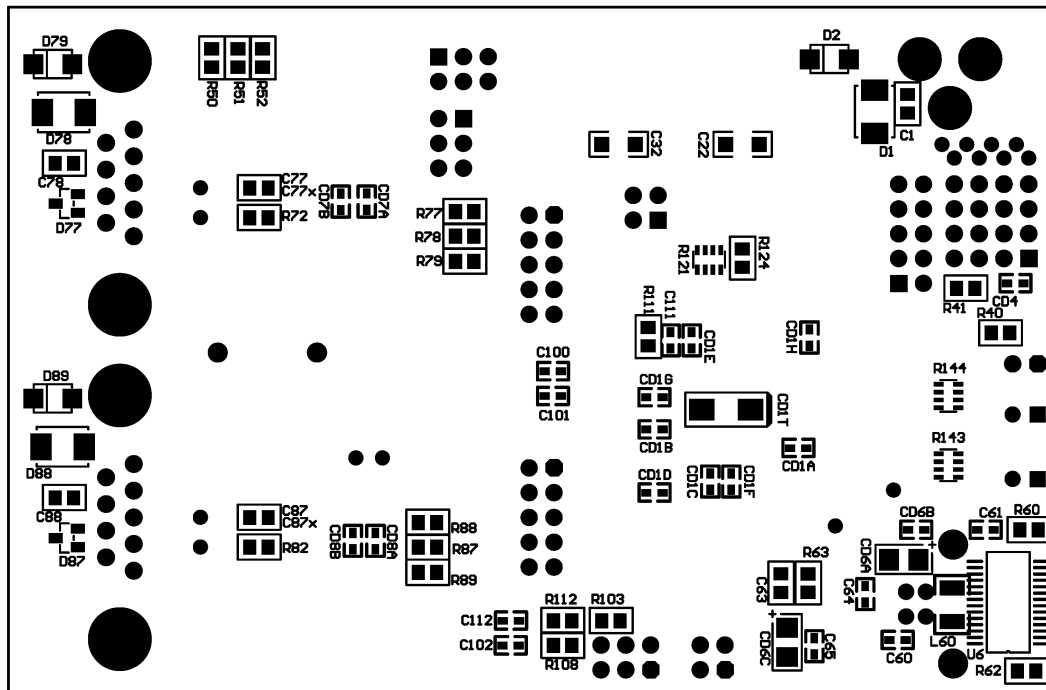 D79
D2
R50
R51
R52
D78
C78
D77
C32
C22
D1
C1
C77
C77x
R72
CD7B
CD7A
R77
R78
R79
R121
R124
R41
CD4
R40
R111
C111
CD1E
CD1H
C100
C101
CD1G
CD1B
CD1T
CD1A
R144
R143
D89
D88
C88
D87
C87
C87x
R82
CD8B
CD8A
R88
R87
R89
CD1D
CD1C
CD1F
CD6B
C61
R60
CD6A
+
R63
C63
C64
C112
C102
R112
R103
R108
+
CD6C
C65
C60
L60
U6
R62